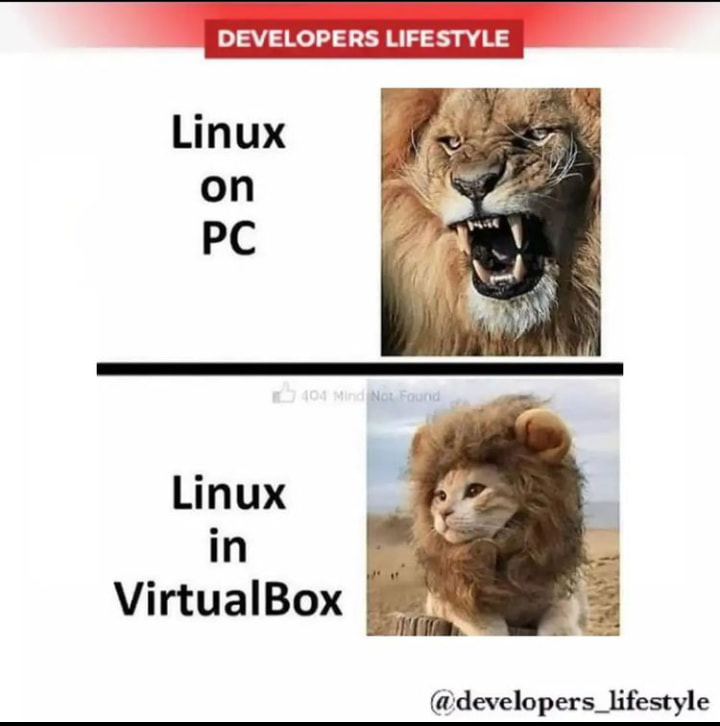 DEVELOPERS LIFESTYLE
Linux
on
PC
404 Mind Not Found
Linux
in
VirtualBox
@developers_lifestyle